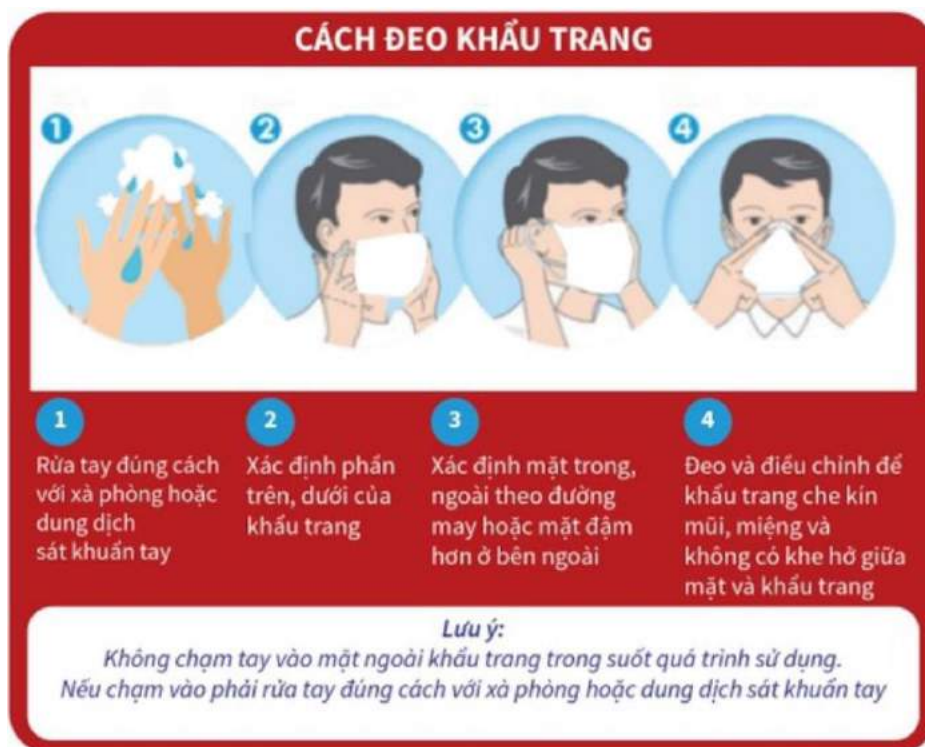 CÁCH ĐEO KHẨU TRANG
1
2
3
4
1
Rửa tay đúng cách
với xà phòng hoặc
dung dịch
sát khuẩn tay
2
Xác định phần
trên, dưới của
khẩu trang
3
Xác định mặt trong,
ngoài theo đường
may hoặc mặt đậm
hơn ở bên ngoài
4
Đeo và điều chỉnh để
khẩu trang che kín
mũi, miệng và
không có khe hở giữa
mặt và khẩu trang
Lưu ý:
Không chạm tay vào mặt ngoài khẩu trang trong suốt quá trình sử dụng.
Nếu chạm vào phải rửa tay đúng cách với xà phòng hoặc dung dịch sát khuẩn tay